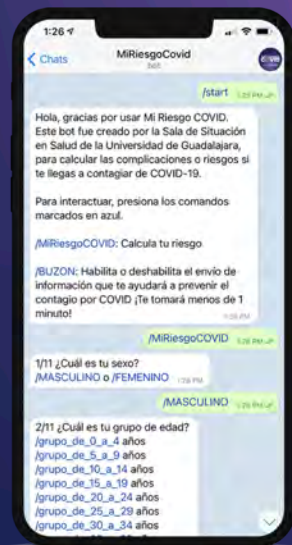 1:26
Chats
MiRiesgoCovid
bot
/start
Hola, gracias por usar Mi Riesgo COVID.
Este bot fue creado por la Sala de Situación
en Salud de la Universidad de Guadalajara,
para calcular las complicaciones o riesgos si
te llegas a contagiar de COVID-19.
Para interactuar, presiona los comandos
marcados en azul.
/MiRiesgoCOVID: Calcula tu riesgo
/BUZON: Habilita o deshabilita el envío de
información que te ayudará a prevenir el
contagio por COVID ¡Te tomará menos de 1
minuto!
/MiRiesgoCOVID
1/11 ¿Cuál es tu sexo?
/MASCULINO o /FEMENINO
/MASCULINO
2/11 ¿Cuál es tu grupo de edad?
/grupo_de_0_a_4 años
/grupo_de_5_a_9 años
/grupo_de_10_a_14 años
/grupo_de_15_a_19 años
/grupo_de_20_a_24 años
/grupo_de_25_a_29 años
/grupo_de_30_a_34 años